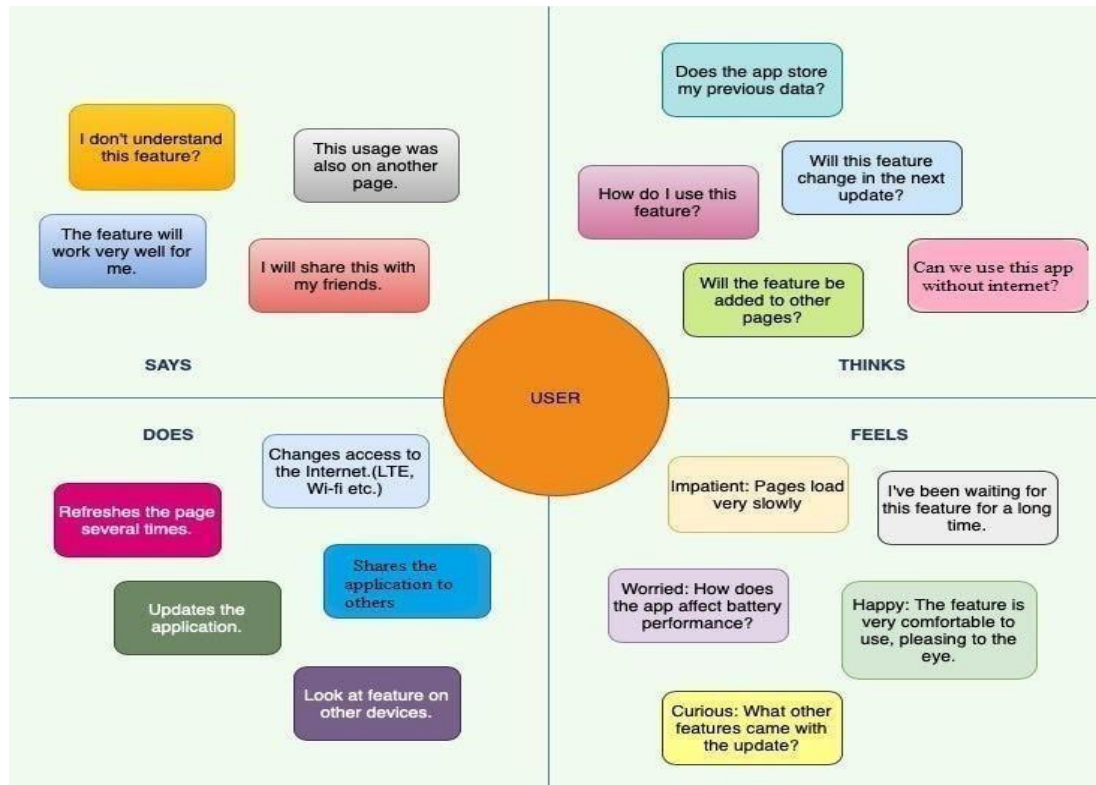 I don't understand
this feature?
This usage was
also on another
page.
The feature will
work very well for
me.
I will share this with
my friends.
SAYS
Does the app store
my previous data?
Will this feature
change in the next
update?
How do I use this
feature?
Can we use this app
without internet?
Will the feature be
added to other
pages?
THINKS
USER
DOES
Changes access to
the Internet.(LTE,
Wi-fi etc.)
Refreshes the page
several times.
Shares the
application to
others
Updates the
application.
Look at feature on
other devices.
FEELS
Impatient: Pages load
very slowly
I've been waiting for
this feature for a long
time.
Worried: How does
the app affect battery
performance?
Happy: The feature is
very comfortable to
use, pleasing to the
eye.
Curious: What other
features came with
the update?